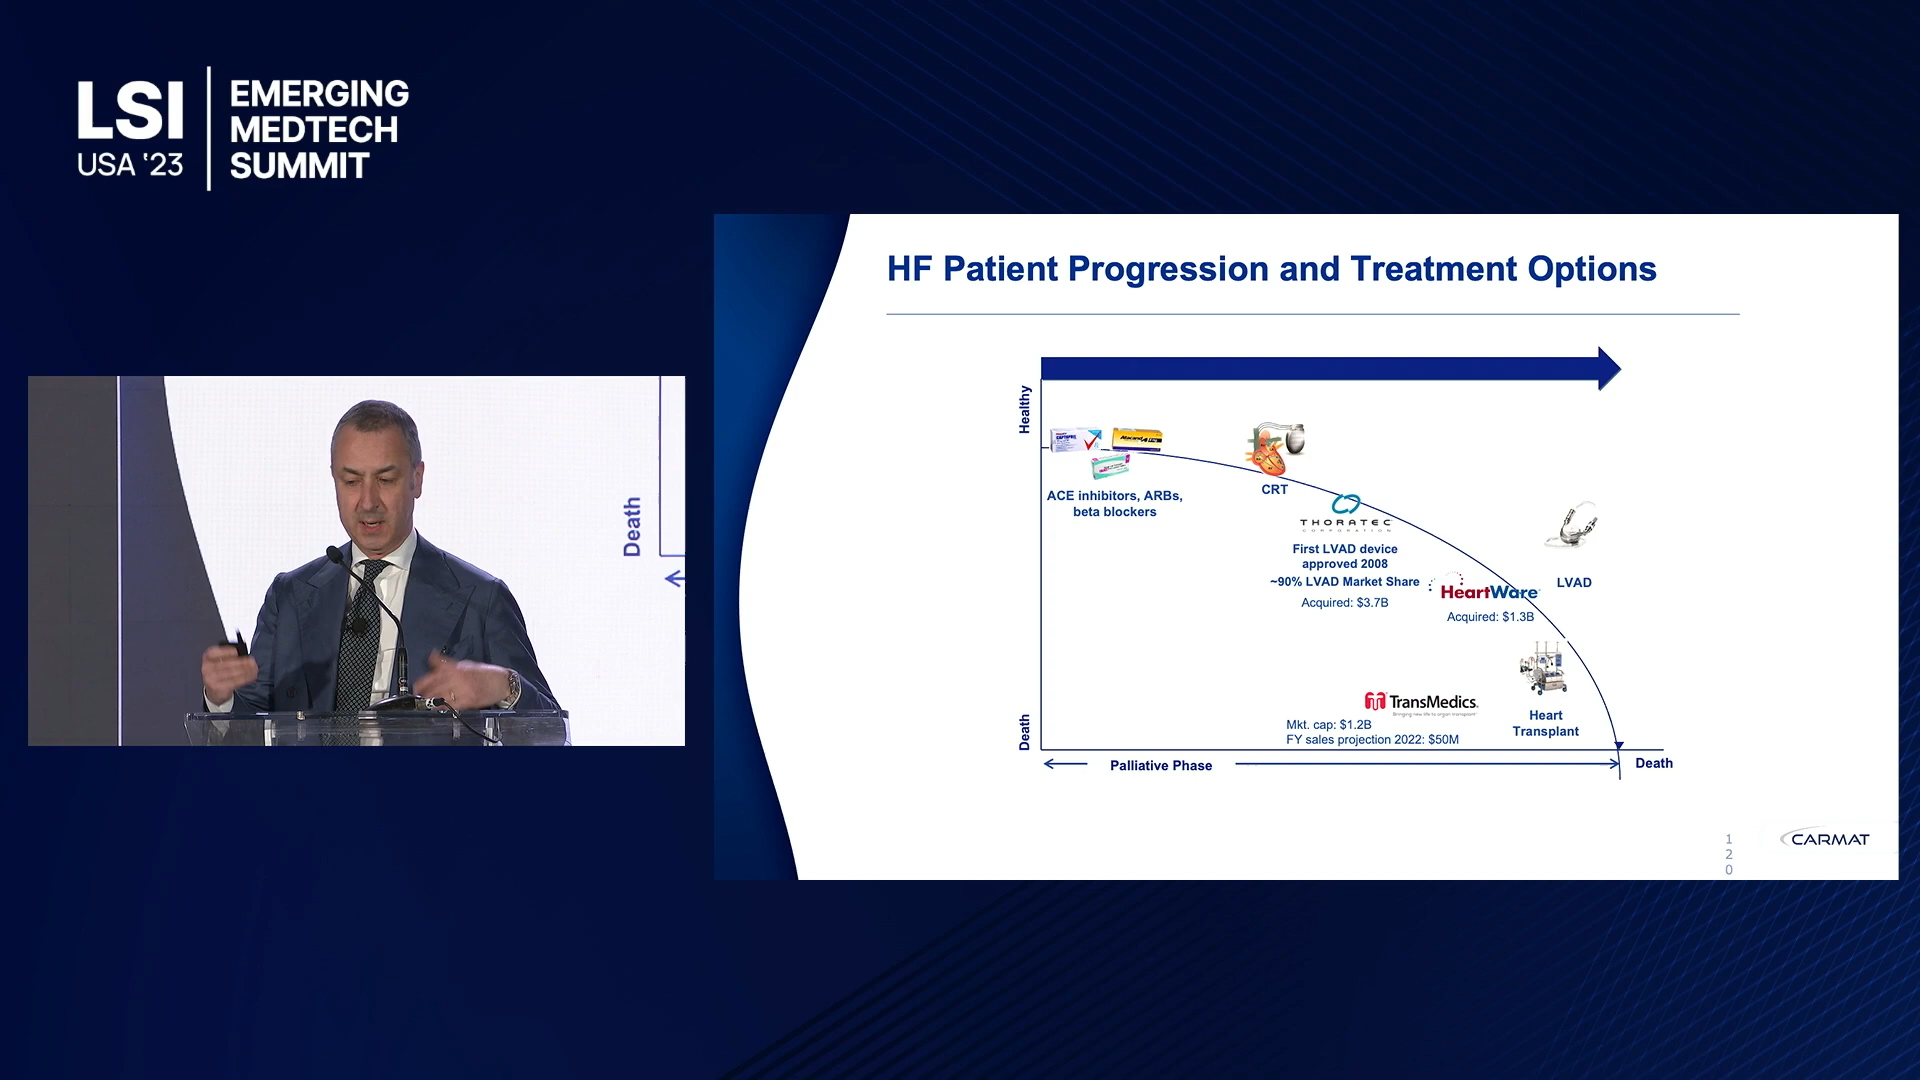 LSI
USA '23
EMERGING
MEDTECH
SUMMIT
Death
HF Patient Progression and Treatment Options
Healthy
ACE inhibitors, ARBs,
beta blockers
CRT
THORATEC
CORPORATION
First LVAD device
approved 2008
~90% LVAD Market Share
Acquired: $3.7B
HeartWare
Acquired: $1.3B
LVAD
TransMedics
Bringing new life to organ transplant
Mkt. cap: $1.2B
FY sales projection 2022: $50M
Heart
Transplant
Death
Palliative Phase
Death
1
2
0
CARMAT